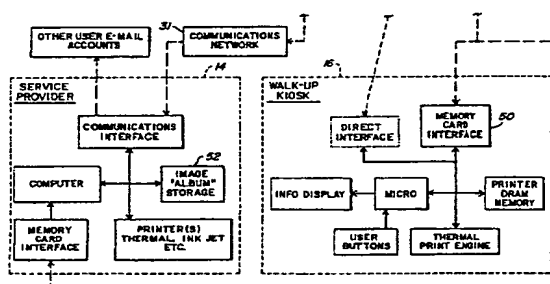 OTHER USER E-MAIL
ACCOUNTS
31
COMMUNICATIONS
NETWORK
14
SERVICE
PROVIDER
COMMUNICATIONS
INTERFACE
COMPUTER
52
IMAGE
"ALBUM"
STORAGE
MEMORY
CARD
INTERFACE
PRINTER(S)
THERMAL, INK JET
ETC.
16
WALK-UP
KIOSK
DIRECT
INTERFACE
MEMORY
CARD
INTERFACE
50
INFO DISPLAY
MICRO
PRINTER
DRAM
MEMORY
USER
BUTTONS
THERMAL
PRINT ENGINE